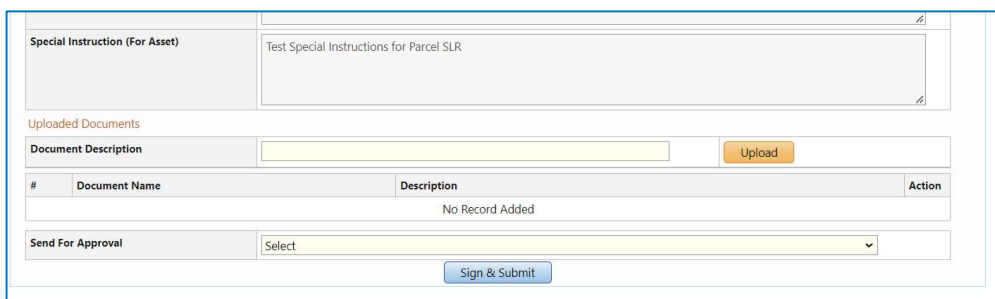 Special Instruction (For Asset) Test Special Instructions for Parcel SLR
Uploaded Documents
Document Description Upload
# Document Name Description Action
No Record Added
Send For Approval Select
Sign & Submit